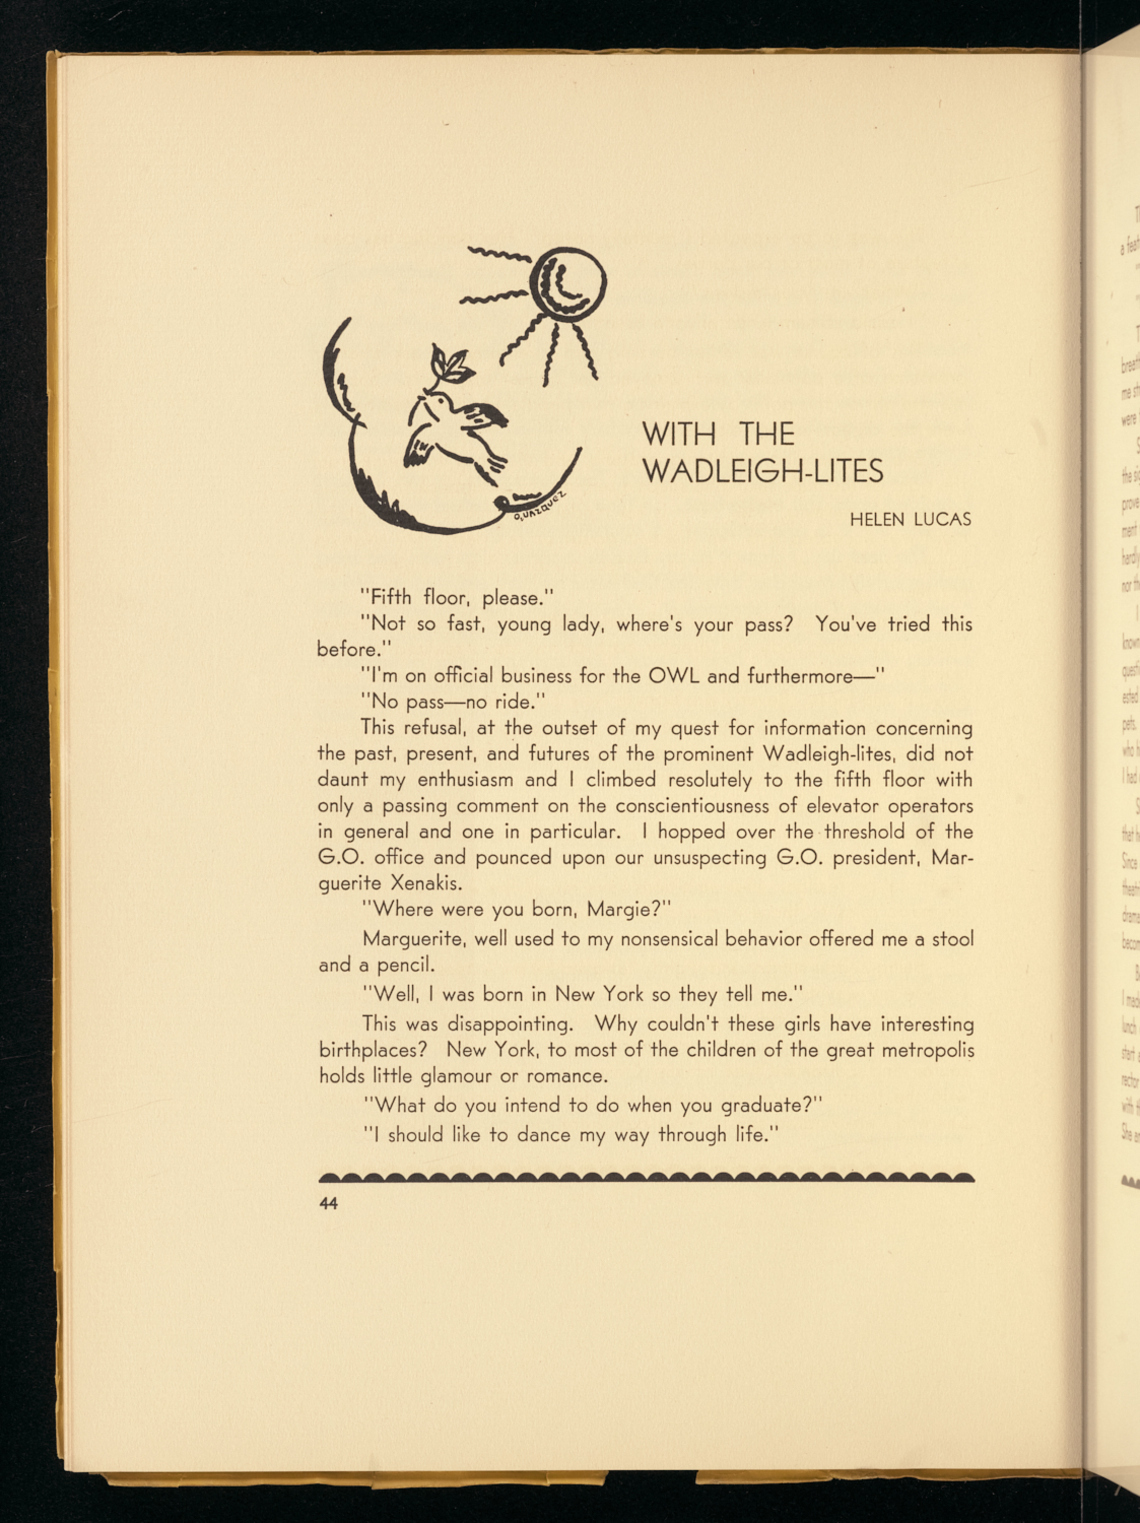 O. VAZQUEZ
WITH THE
WADLEIGH-LITES
HELEN LUCAS
"Fifth floor, please."
"Not so fast, young lady, where's your pass? You've tried this
before."
"I'm on official business for the OWL and furthermore—"
"No pass—no ride."
This refusal, at the outset of my quest for information concerning
the past, present, and futures of the prominent Wadleigh-lites, did not
daunt my enthusiasm and I climbed resolutely to the fifth floor with
only a passing comment on the conscientiousness of elevator operators
in general and one in particular. I hopped over the threshold of the
G.O. office and pounced upon our unsuspecting G.O. president, Mar-
guerite Xenakis.
"Where were you born, Margie?"
Marguerite, well used to my nonsensical behavior offered me a stool
and a pencil.
"Well, I was born in New York so they tell me."
This was disappointing. Why couldn't these girls have interesting
birthplaces? New York, to most of the children of the great metropolis
holds little glamour or romance.
"What do you intend to do when you graduate?"
"I should like to dance my way through life."
44